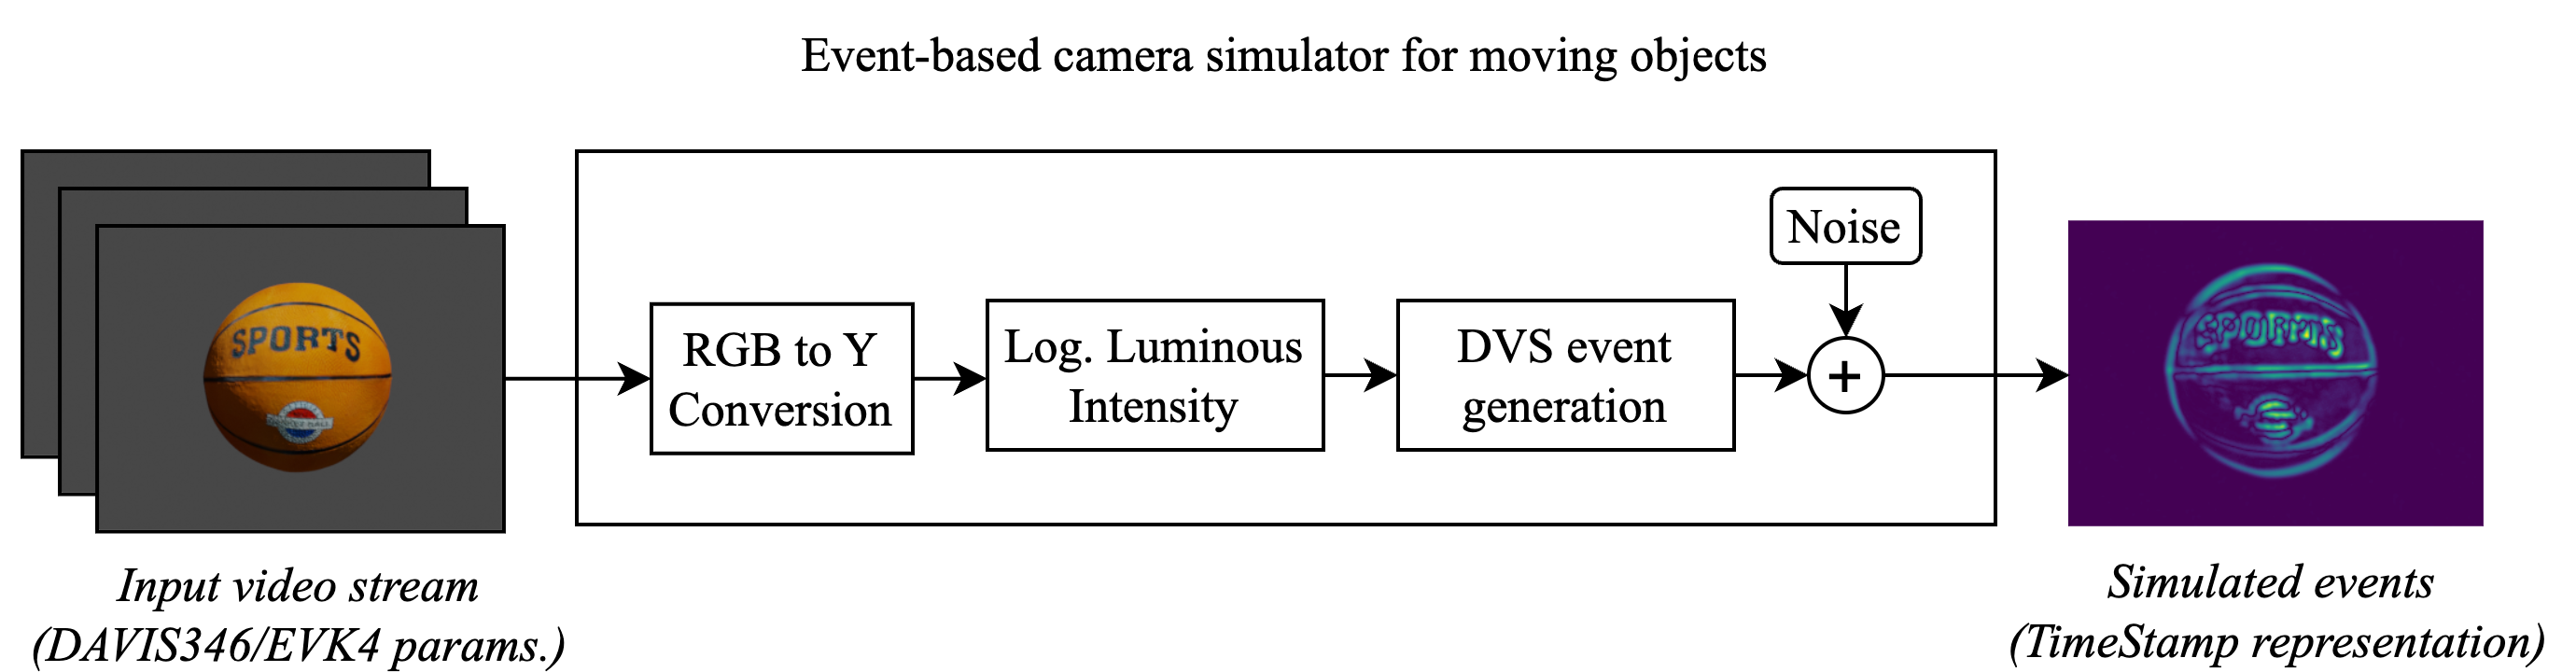 Event-based camera simulator for moving objects
SPORTS
Input video stream
(DAVIS346/EVK4 params.)
RGB to Y
Conversion
Log. Luminous
Intensity
DVS event
generation
Noise
+
SPORTS
Simulated events
(TimeStamp representation)